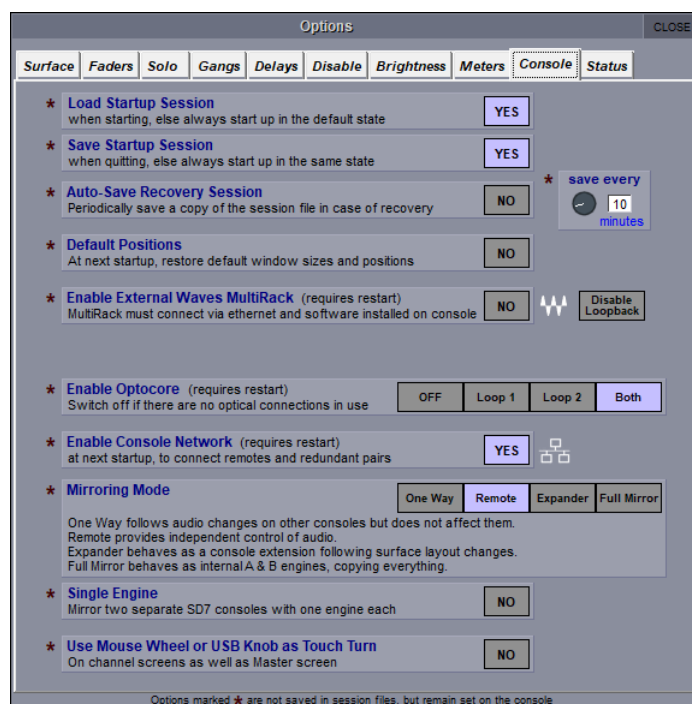 Options
CLOSE
Surface Faders Solo Gangs Delays Disable Brightness Meters Console Status
* Load Startup Session
when starting, else always start up in the default state
YES
* Save Startup Session
when quitting, else always start up in the same state
YES
* Auto-Save Recovery Session
Periodically save a copy of the session file in case of recovery
NO
* save every
10
minutes
* Default Positions
At next startup, restore default window sizes and positions
NO
* Enable External Waves MultiRack (requires restart)
MultiRack must connect via ethernet and software installed on console
NO
Disable
Loopback
* Enable Optocore (requires restart)
Switch off if there are no optical connections in use
OFF Loop 1 Loop 2 Both
* Enable Console Network (requires restart)
at next startup, to connect remotes and redundant pairs
YES
* Mirroring Mode
One Way Remote Expander Full Mirror
One Way follows audio changes on other consoles but does not affect them.
Remote provides independent control of audio.
Expander behaves as a console extension following surface layout changes.
Full Mirror behaves as internal A & B engines, copying everything.
* Single Engine
Mirror two separate SD7 consoles with one engine each
NO
* Use Mouse Wheel or USB Knob as Touch Turn
On channel screens as well as Master screen
NO
Options marked * are not saved in session files, but remain set on the console